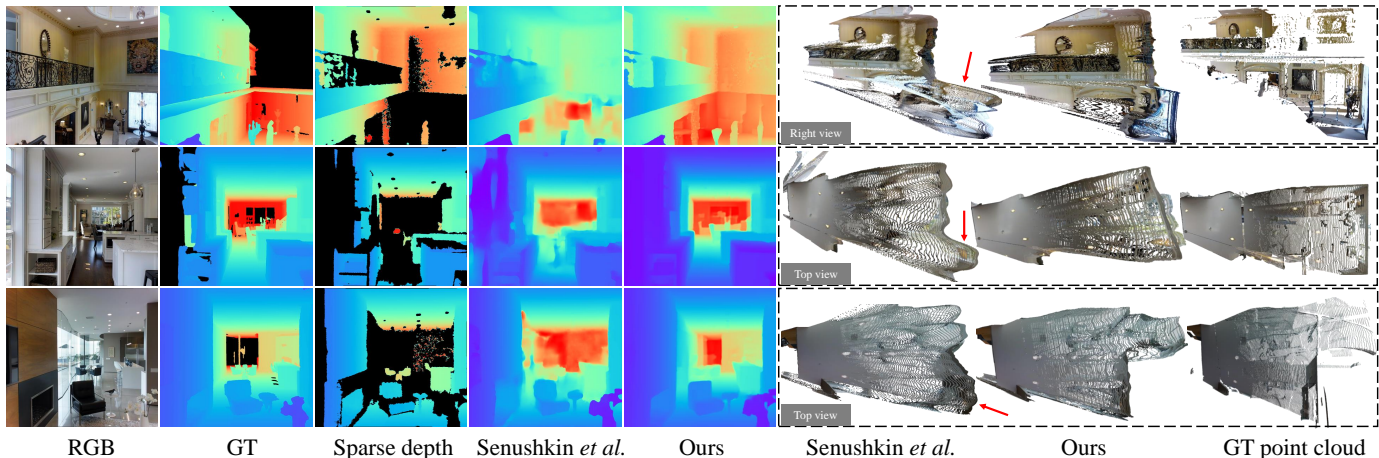 Right view
Top view
Top view
RGB GT Sparse depth Senushkin et al. Ours Senushkin et al. Ours GT point cloud